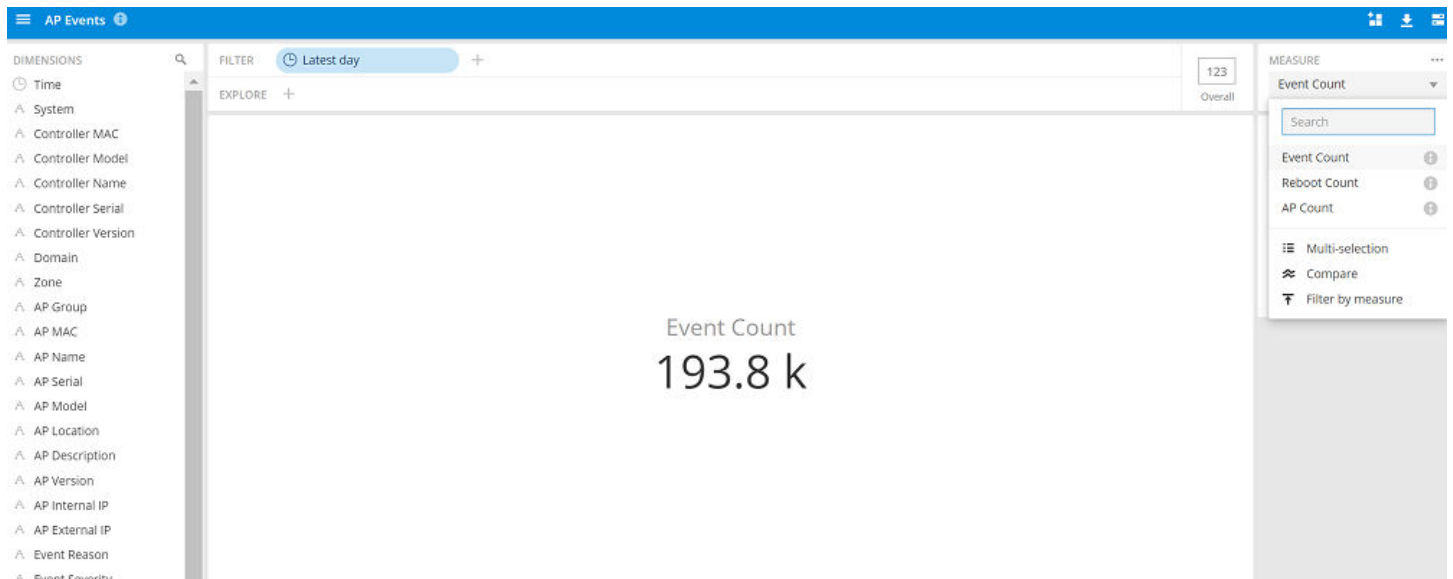 AP Events
DIMENSIONS
Time
System
Controller MAC
Controller Model
Controller Name
Controller Serial
Controller Version
Domain
Zone
AP Group
AP MAC
AP Name
AP Serial
AP Model
AP Location
AP Description
AP Version
AP Internal IP
AP External IP
Event Reason
Event Severity
FILTER Latest day
EXPLORE
123
Overall
Event Count
193.8 k
MEASURE
Event Count
Search
Event Count
Reboot Count
AP Count
Multi-selection
Compare
Filter by measure